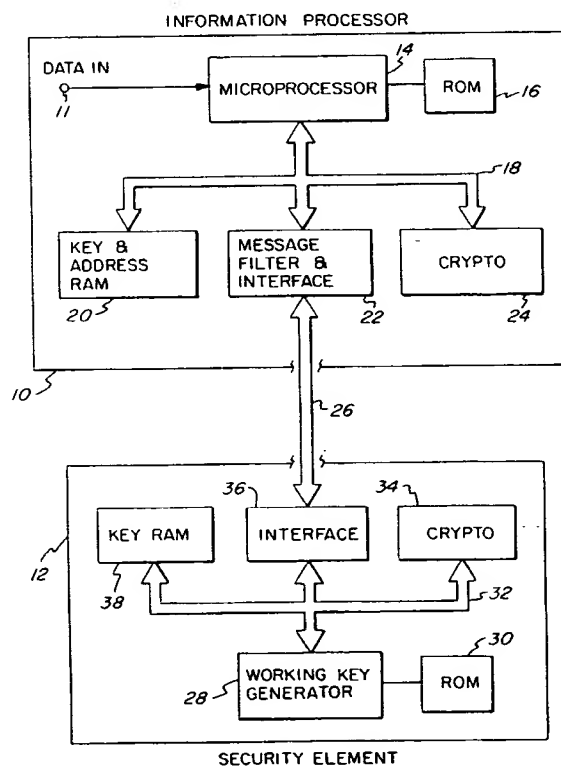 INFORMATION PROCESSOR
DATA IN
11
MICROPROCESSOR
14
ROM
16
18
KEY &
ADDRESS
RAM
20
MESSAGE
FILTER &
INTERFACE
22
CRYPTO
24
10
26
12
36
34
KEY RAM
38
INTERFACE
CRYPTO
32
28
WORKING KEY
GENERATOR
30
ROM
SECURITY ELEMENT